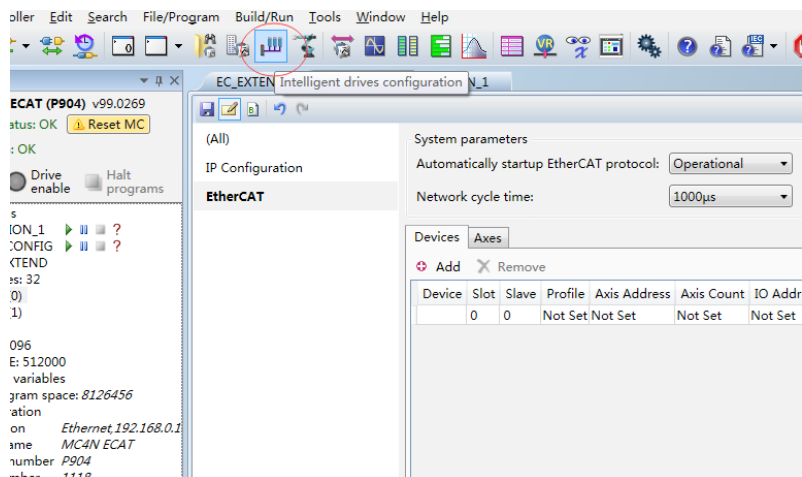 oller Edit Search File/Program Build/Run Tools Window Help
EC_EXTEN
Intelligent drives configuration
N_1
ECAT (P904) v99.0269
atus: OK Reset MC
: OK
Drive enable
Halt programs
s
ION_1 ?
CONFIG ?
XTEND
es: 32
(0)
(1)
096
E: 512000
variables
gram space: 8126456
ation
on Ethernet,192.168.0.1
ame MC4N ECAT
number P904
mber 1118
(All)
IP Configuration
EtherCAT
System parameters
Automatically startup EtherCAT protocol: Operational
Network cycle time: 1000µs
Devices Axes
Add Remove
Device Slot Slave Profile Axis Address Axis Count IO Addr
0 0 Not Set Not Set Not Set Not Set